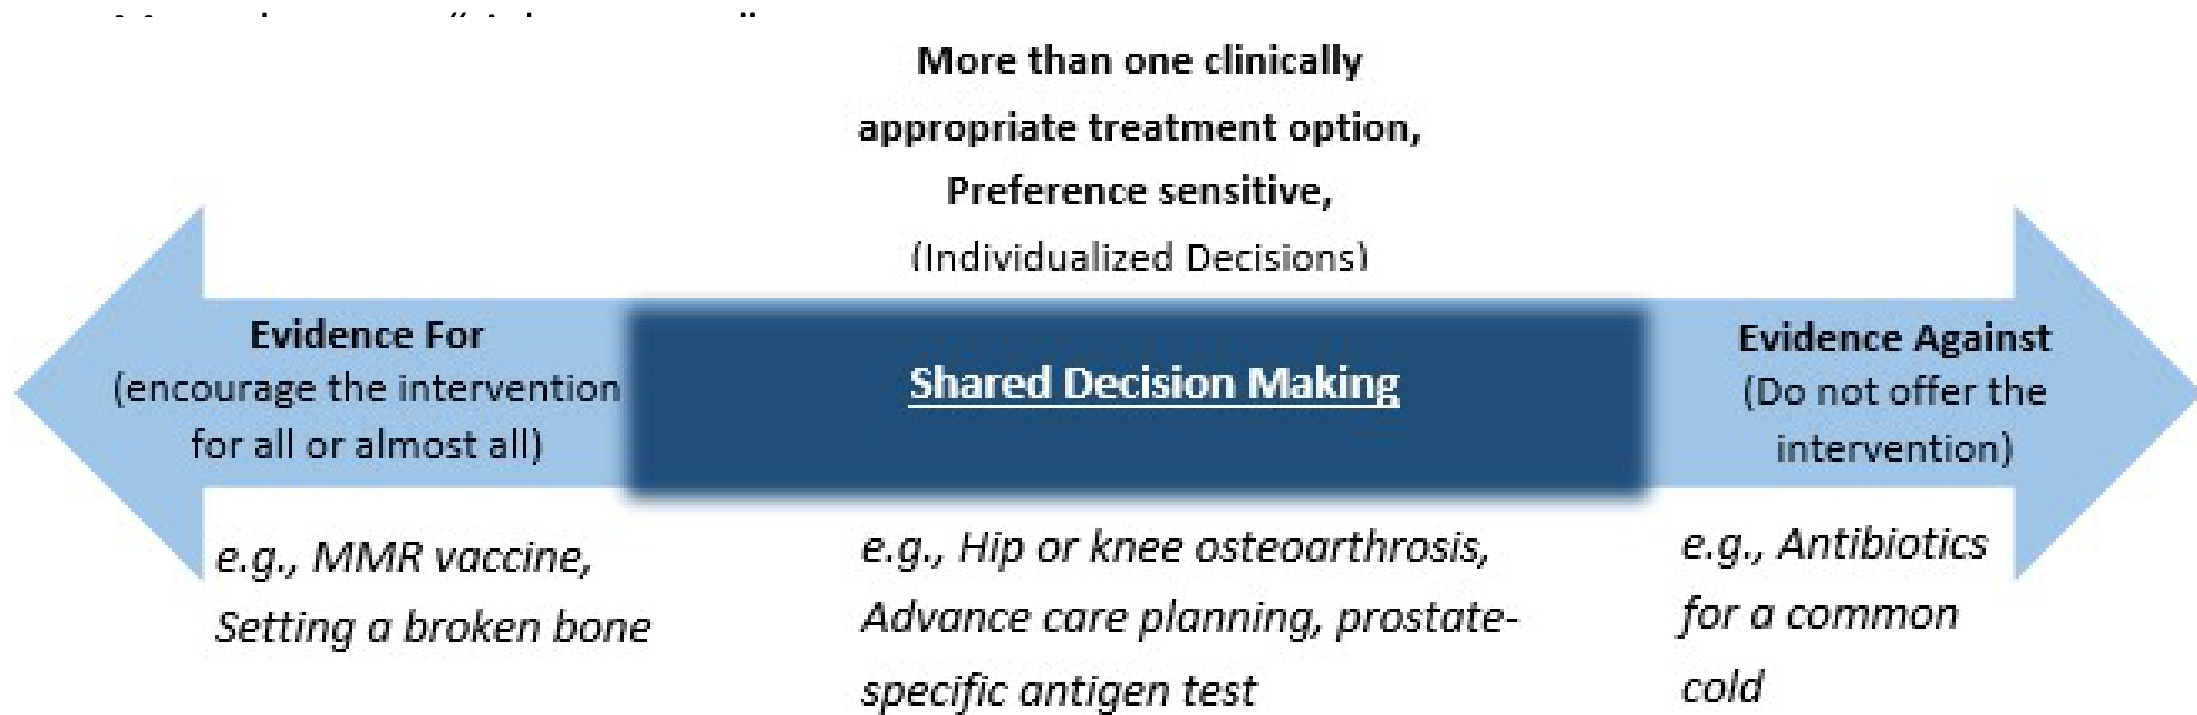 More than one clinically
appropriate treatment option,
Preference sensitive,
(Individualized Decisions)
Evidence For
(encourage the intervention
for all or almost all)
Shared Decision Making
Evidence Against
(Do not offer the
intervention)
e.g., MMR vaccine,
Setting a broken bone
e.g., Hip or knee osteoarthrosis,
Advance care planning, prostate-
specific antigen test
e.g., Antibiotics
for a common
cold